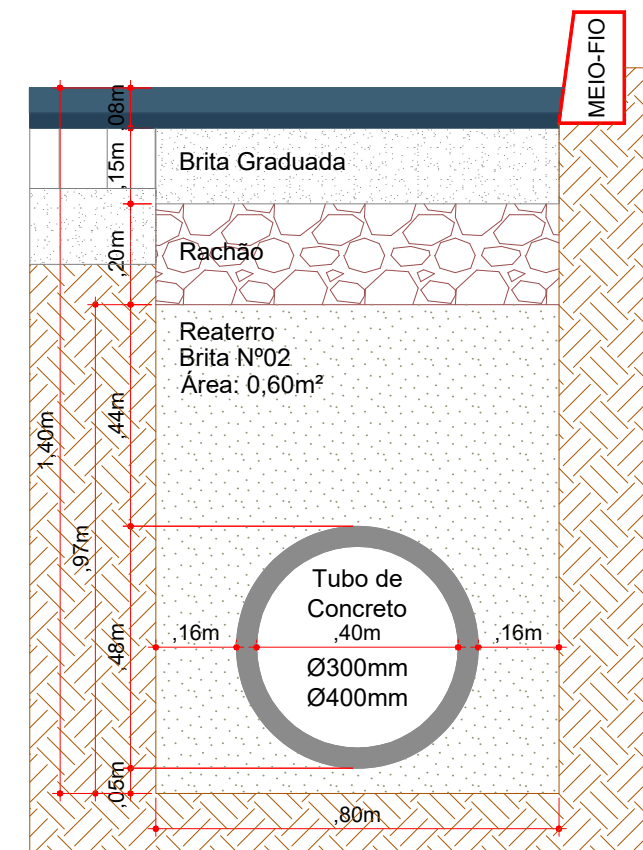 MEIO-FIO
,08m
,15m
Brita Graduada
,20m
Rachão
Reaterro
Brita Nº02
Área: 0,60m²
,44m
1,40m
,97m
Tubo de
Concreto
,16m
,40m
,16m
Ø300mm
Ø400mm
,48m
,05m
,80m